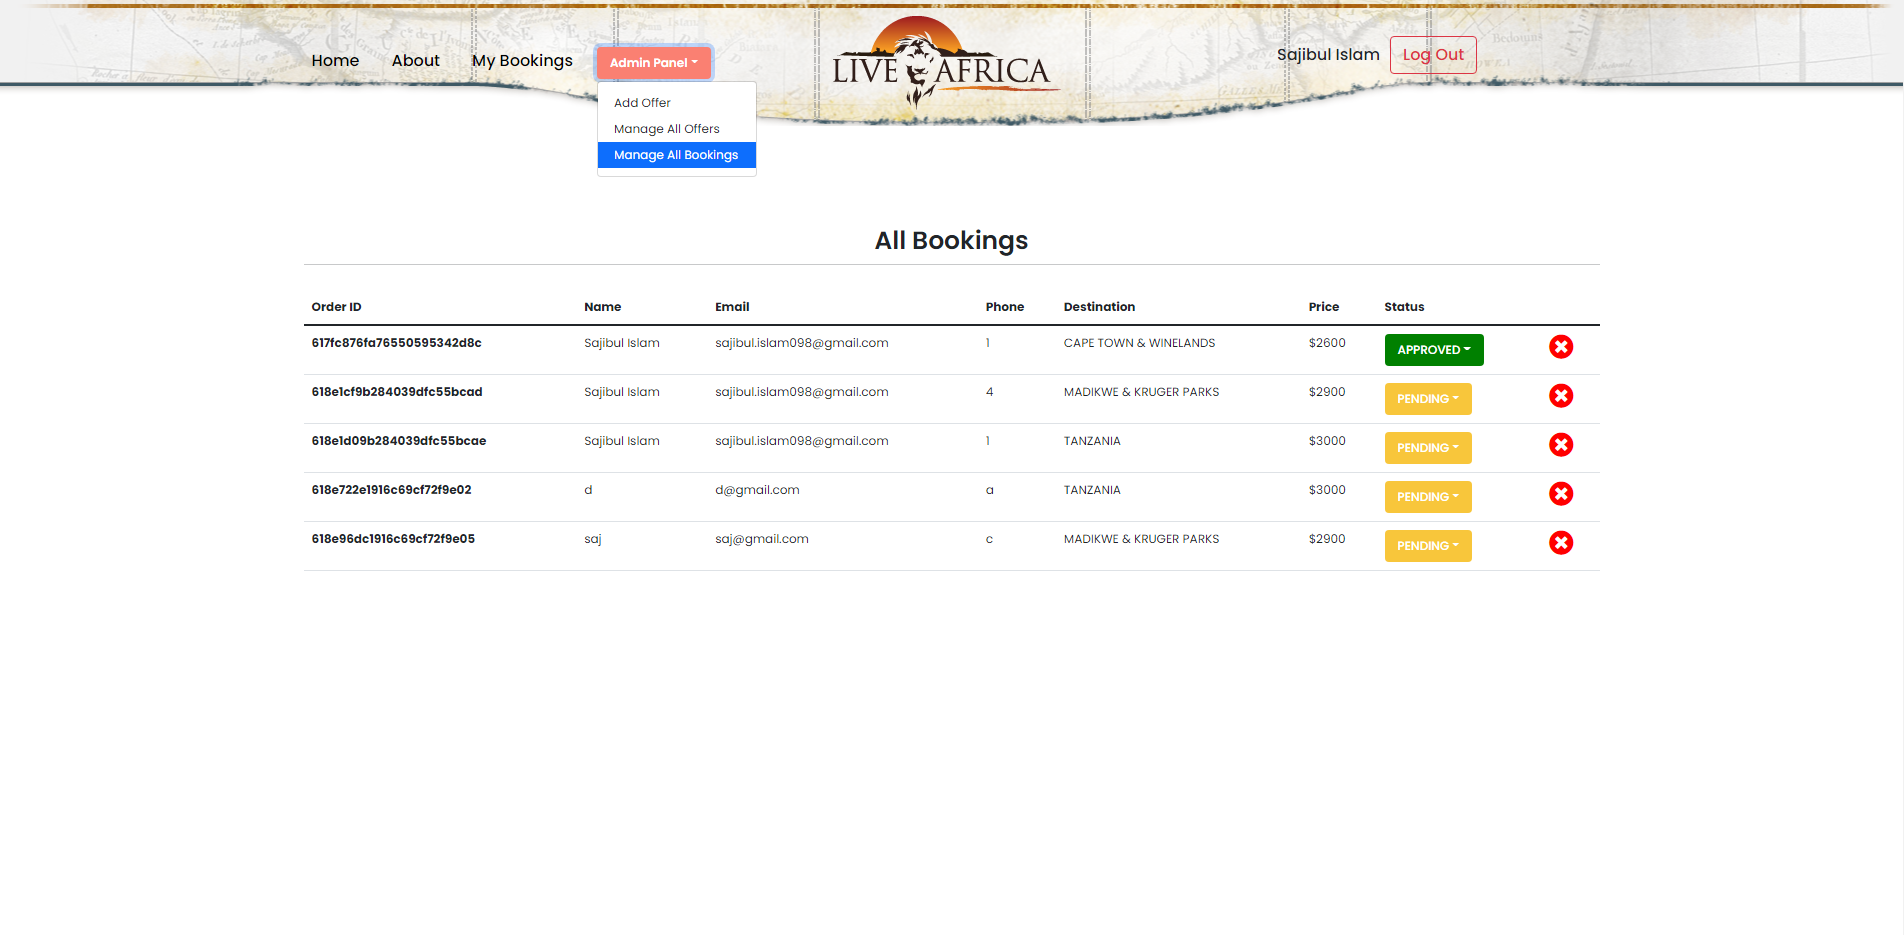 Home About My Bookings Admin Panel LIVE AFRICA Sajibul Islam Log Out
Add Offer
Manage All Offers
Manage All Bookings
All Bookings
Order ID Name Email Phone Destination Price Status
617fc876fa76550595342d8c Sajibul Islam sajibul.islam098@gmail.com 1 CAPE TOWN & WINELANDS $2600 APPROVED
618e1cf9b284039dfc55bcad Sajibul Islam sajibul.islam098@gmail.com 4 MADIKWE & KRUGER PARKS $2900 PENDING
618e1d09b284039dfc55bcae Sajibul Islam sajibul.islam098@gmail.com 1 TANZANIA $3000 PENDING
618e722e1916c69cf72f9e02 d d@gmail.com a TANZANIA $3000 PENDING
618e96dc1916c69cf72f9e05 saj saj@gmail.com c MADIKWE & KRUGER PARKS $2900 PENDING